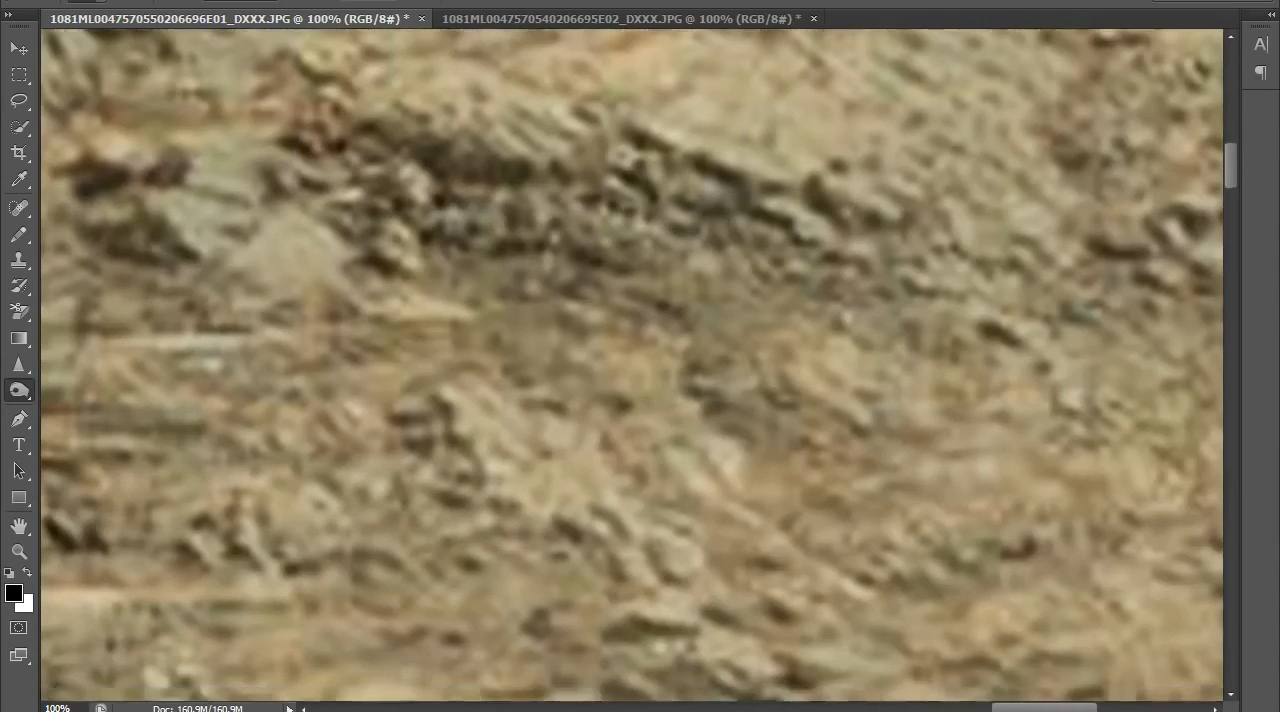 1081ML0047570550206696E01_DXXX.JPG @ 100% (RGB/8#) * × 1081ML0047570540206695E02_DXXX.JPG @ 100% (RGB/8#) * ×
A
T
100% Doc: 160.9M/160.9M